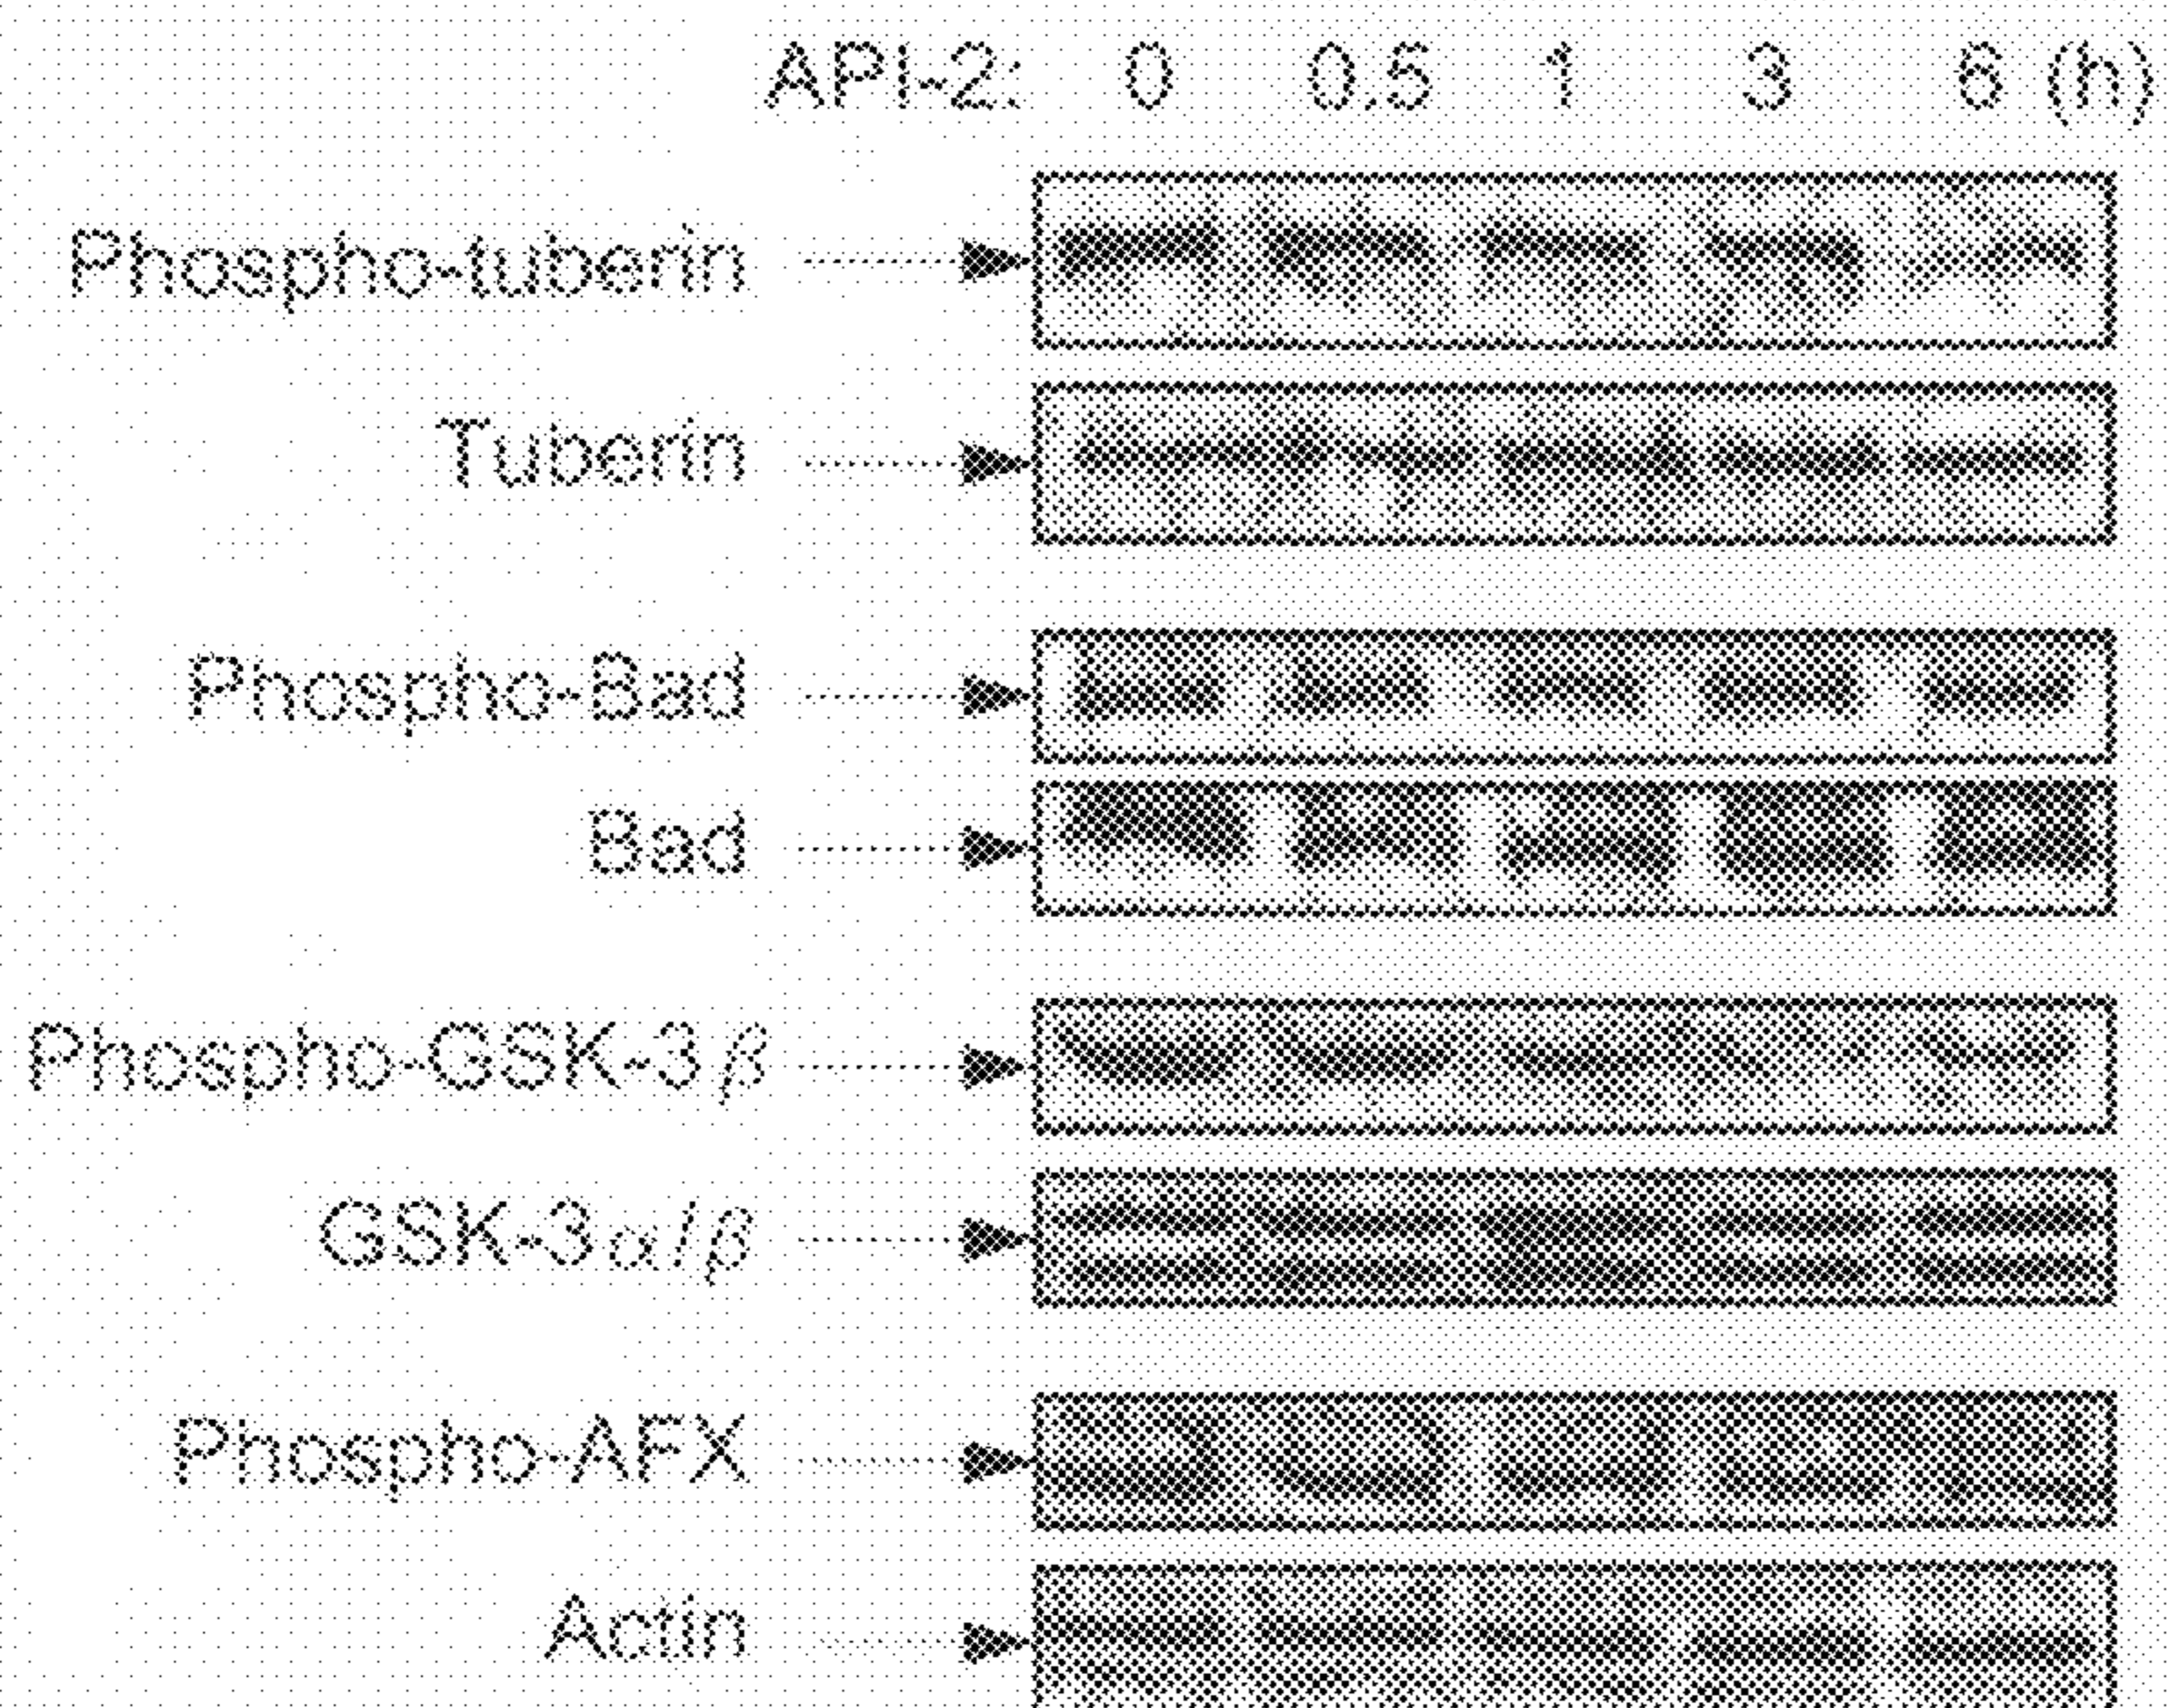 API-2: 0 0.5 1 3 6 (h)
Phospho-tuberin
Tuberin
Phospho-Bad
Bad
Phospho-GSK-3β
GSK-3α/β
Phospho-AFX
Actin